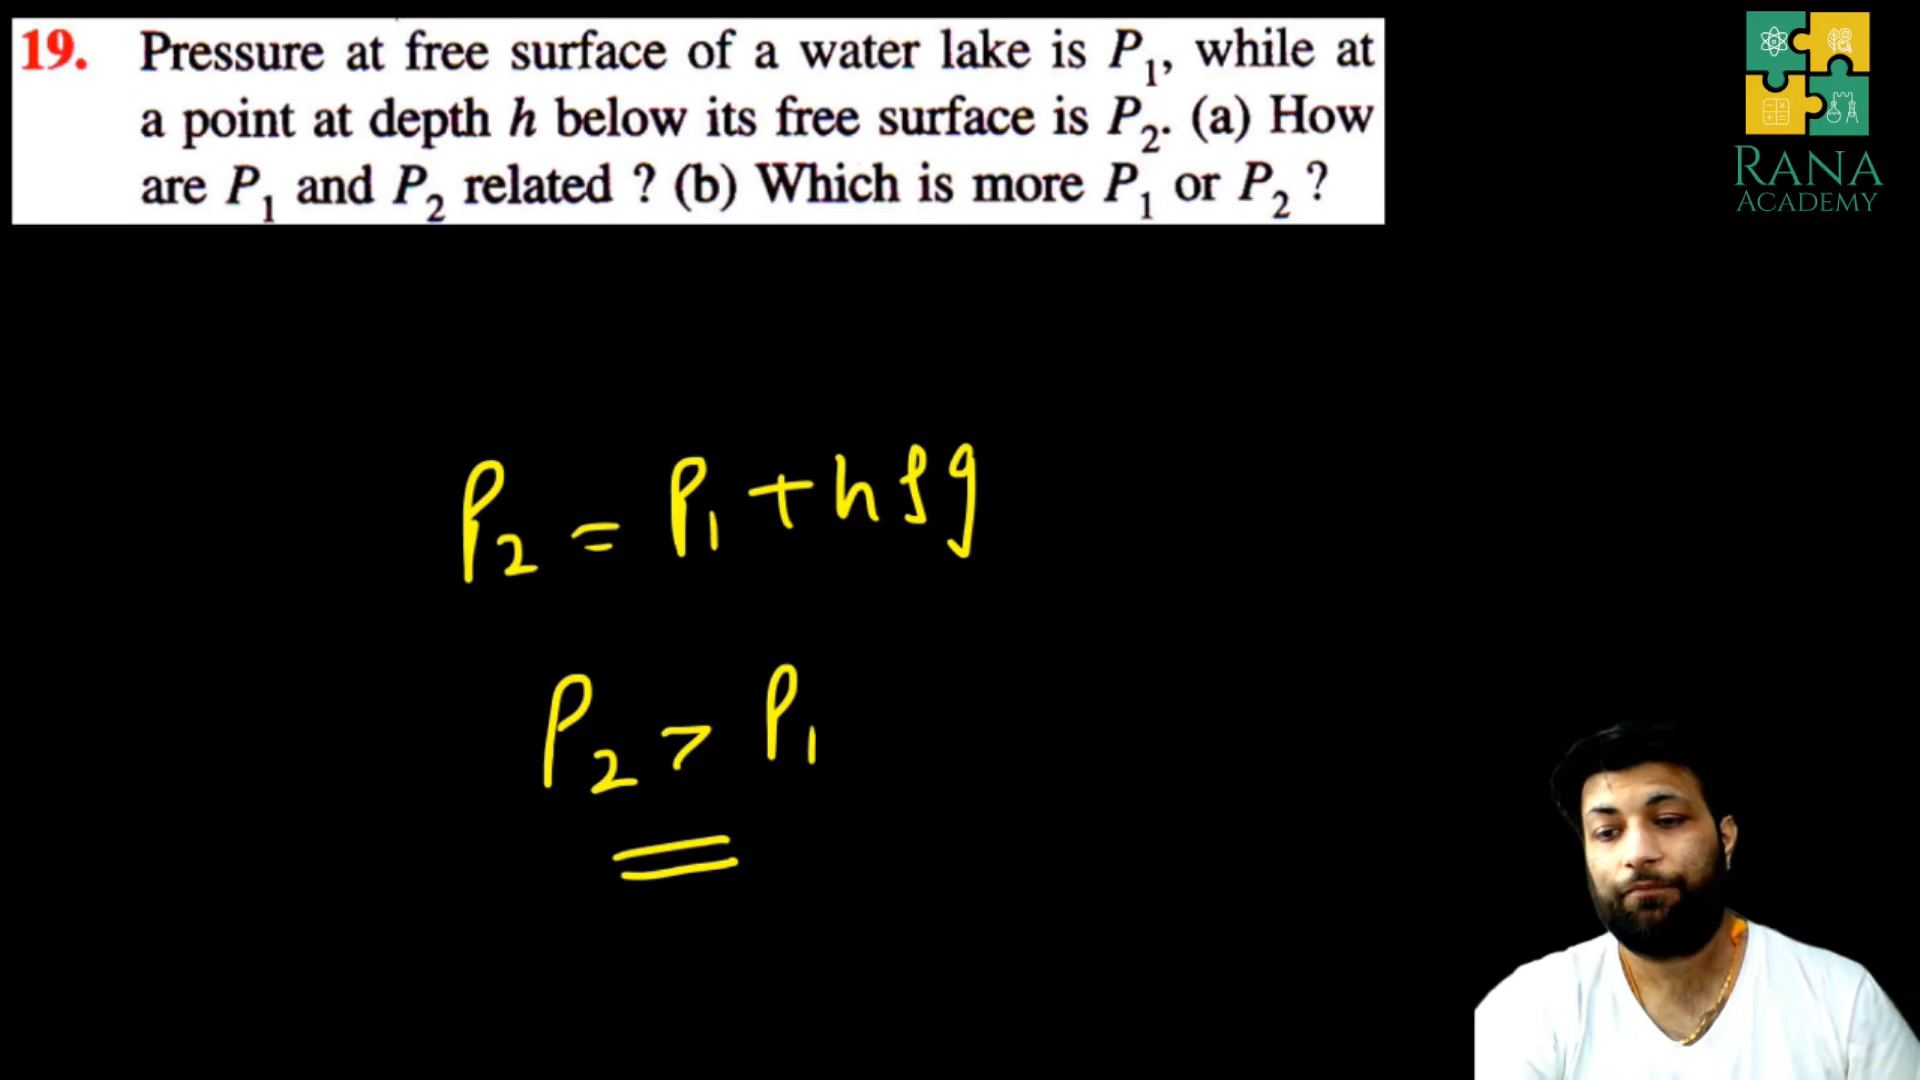 19. Pressure at free surface of a water lake is P₁, while at
a point at depth h below its free surface is P₂. (a) How
are P₁ and P₂ related ? (b) Which is more P₁ or P₂ ?
RANA
ACADEMY
P₂ = P₁ + hρg
P₂ > P₁